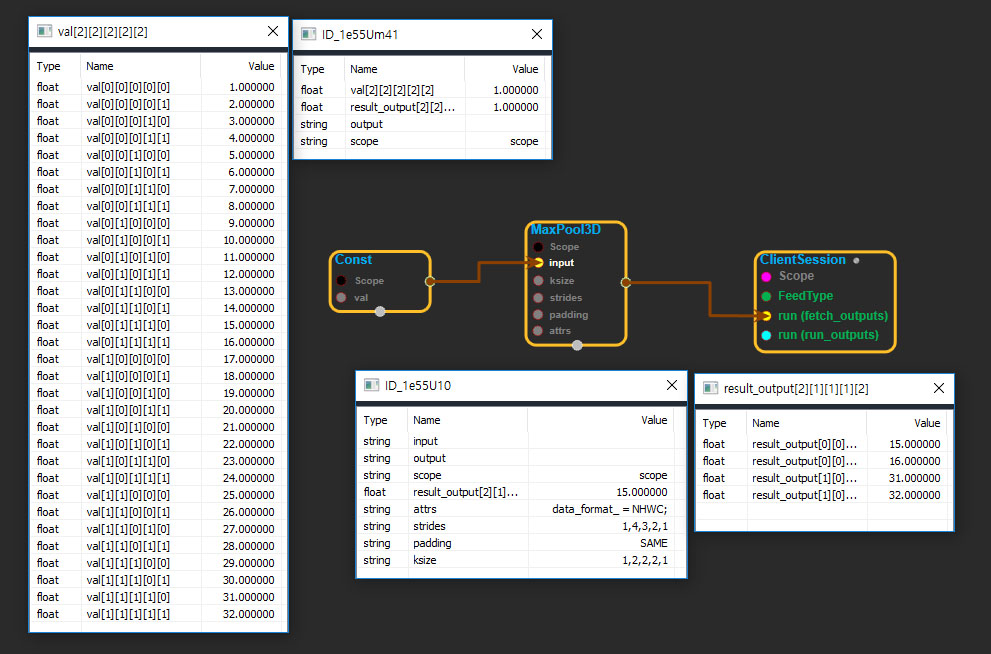 val[2][2][2][2][2]
Type Name Value
float val[0][0][0][0][0] 1.000000
float val[0][0][0][0][1] 2.000000
float val[0][0][0][1][0] 3.000000
float val[0][0][0][1][1] 4.000000
float val[0][0][1][0][0] 5.000000
float val[0][0][1][0][1] 6.000000
float val[0][0][1][1][0] 7.000000
float val[0][0][1][1][1] 8.000000
float val[0][1][0][0][0] 9.000000
float val[0][1][0][0][1] 10.000000
float val[0][1][0][1][0] 11.000000
float val[0][1][0][1][1] 12.000000
float val[0][1][1][0][0] 13.000000
float val[0][1][1][0][1] 14.000000
float val[0][1][1][1][0] 15.000000
float val[0][1][1][1][1] 16.000000
float val[1][0][0][0][0] 17.000000
float val[1][0][0][0][1] 18.000000
float val[1][0][0][1][0] 19.000000
float val[1][0][0][1][1] 20.000000
float val[1][0][1][0][0] 21.000000
float val[1][0][1][0][1] 22.000000
float val[1][0][1][1][0] 23.000000
float val[1][0][1][1][1] 24.000000
float val[1][1][0][0][0] 25.000000
float val[1][1][0][0][1] 26.000000
float val[1][1][0][1][0] 27.000000
float val[1][1][0][1][1] 28.000000
float val[1][1][1][0][0] 29.000000
float val[1][1][1][0][1] 30.000000
float val[1][1][1][1][0] 31.000000
float val[1][1][1][1][1] 32.000000
ID_1e55Um41
Type Name Value
float val[2][2][2][2][2] 1.000000
float result_output[2][2]... 1.000000
string output
string scope scope
Const
Scope
val
MaxPool3D
Scope
input
ksize
strides
padding
attrs
ClientSession
Scope
FeedType
run (fetch_outputs)
run (run_outputs)
ID_1e55U10
Type Name Value
string input
string output
string scope scope
float result_output[2][1]... 15.000000
string attrs data_format_ = NHWC;
string strides 1,4,3,2,1
string padding SAME
string ksize 1,2,2,2,1
result_output[2][1][1][1][2]
Type Name Value
float result_output[0][0]... 15.000000
float result_output[0][0]... 16.000000
float result_output[1][0]... 31.000000
float result_output[1][0]... 32.000000